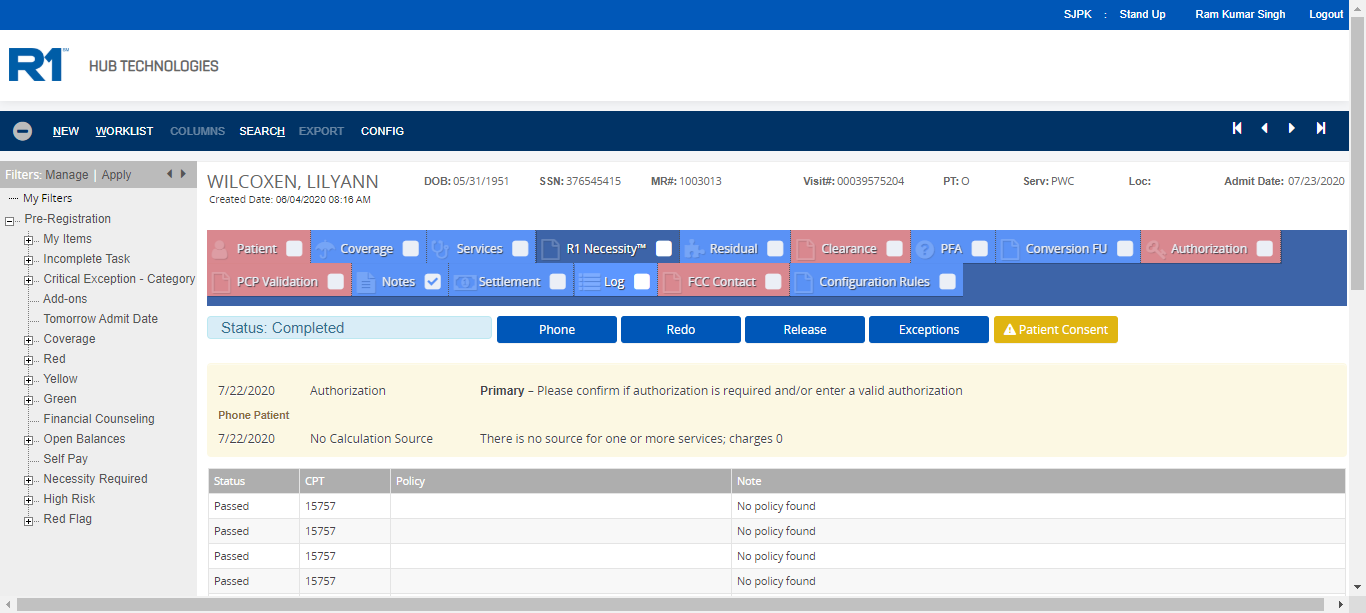 SJPK : Stand Up Ram Kumar Singh Logout
R1™ HUB TECHNOLOGIES
NEW WORKLIST COLUMNS SEARCH EXPORT CONFIG
Filters: Manage | Apply
My Filters
Pre-Registration
My Items
Incomplete Task
Critical Exception - Category
Add-ons
Tomorrow Admit Date
Coverage
Red
Yellow
Green
Financial Counseling
Open Balances
Self Pay
Necessity Required
High Risk
Red Flag
WILCOXEN, LILYANN DOB: 05/31/1951 SSN: 376545415 MR#: 1003013 Visit#: 00039575204 PT: O Serv: PWC Loc: Admit Date: 07/23/2020
Created Date: 06/04/2020 08:16 AM
Patient Coverage Services R1 Necessity™ Residual Clearance PFA Conversion FU Authorization
PCP Validation Notes Settlement Log FCC Contact Configuration Rules
Status: Completed Phone Redo Release Exceptions Patient Consent
7/22/2020 Authorization Primary – Please confirm if authorization is required and/or enter a valid authorization
Phone Patient
7/22/2020 No Calculation Source There is no source for one or more services; charges 0
Status CPT Policy Note
Passed 15757 No policy found
Passed 15757 No policy found
Passed 15757 No policy found
Passed 15757 No policy found